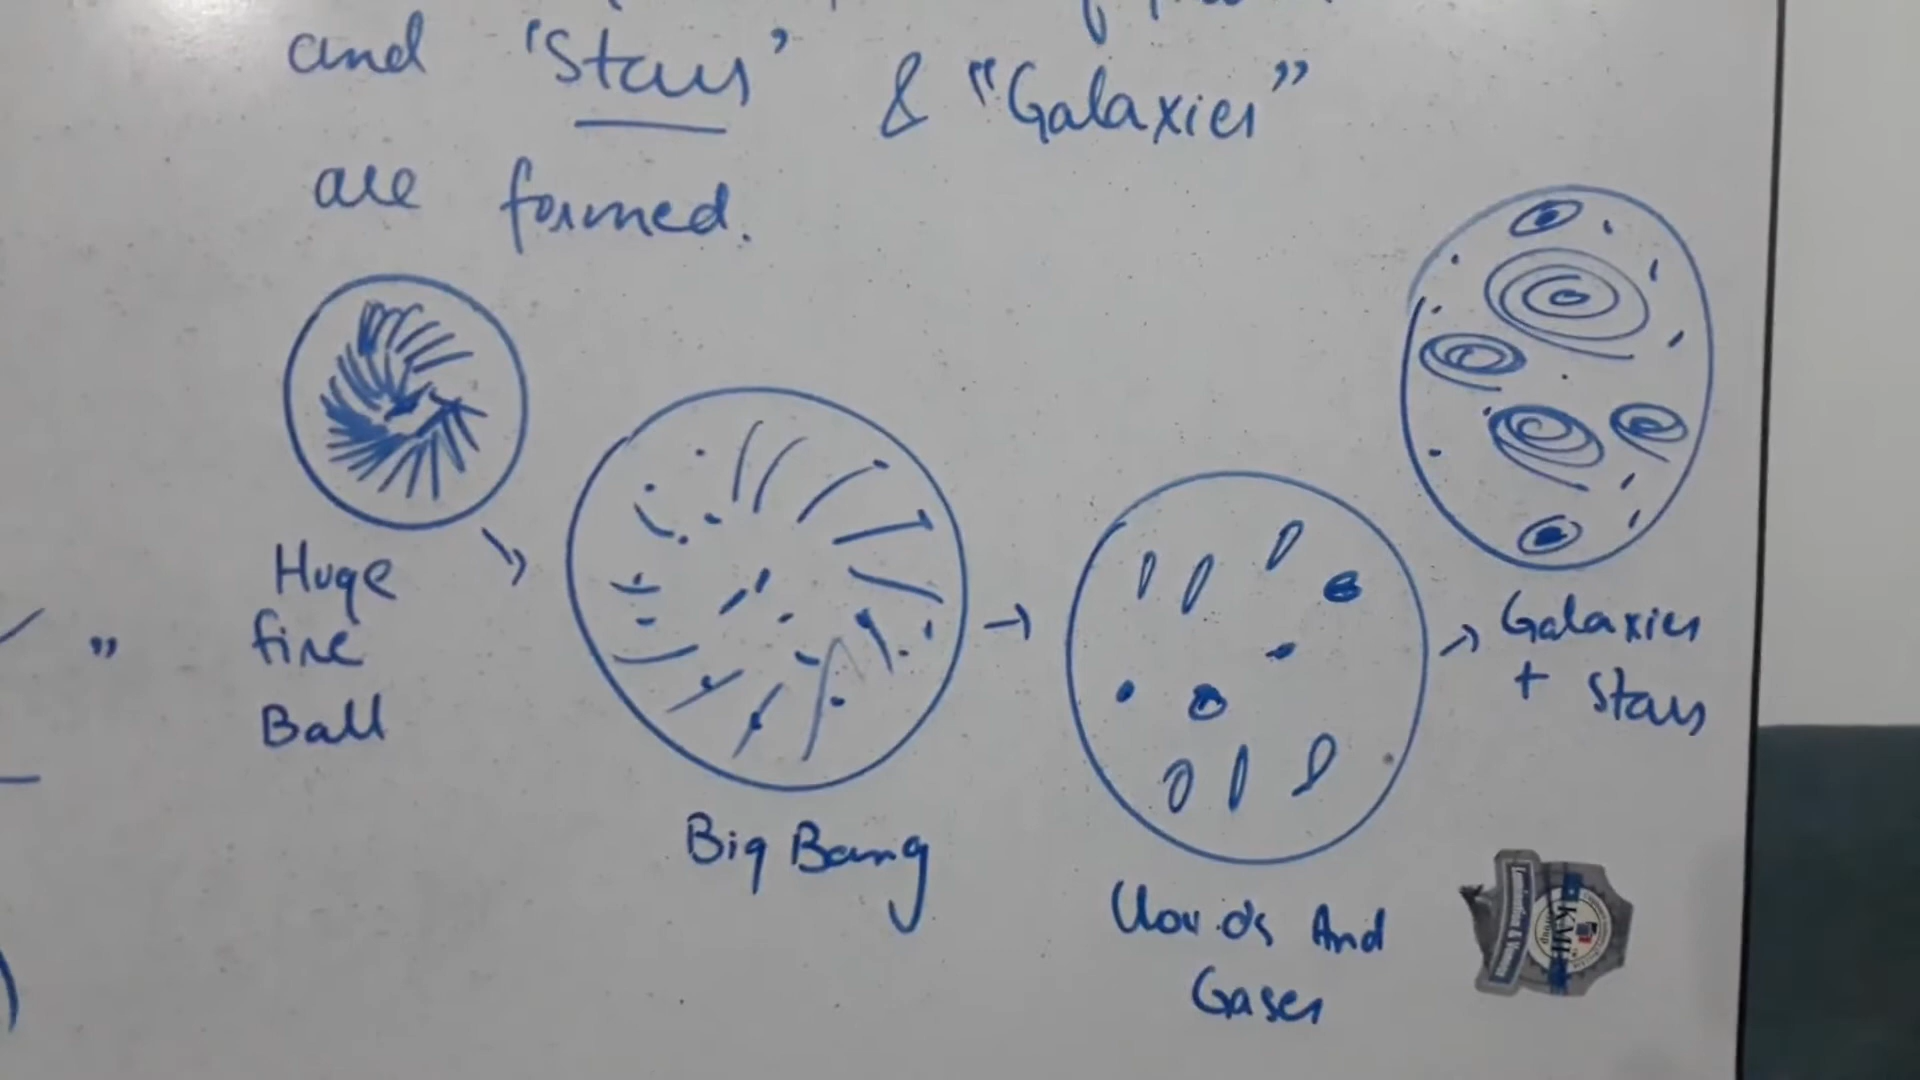 and 'Stars' & "Galaxies"
are formed.
"
Huge
fire
Ball
→
Big Bang
→
Clouds And
Gases
→
Galaxies
+ Stars